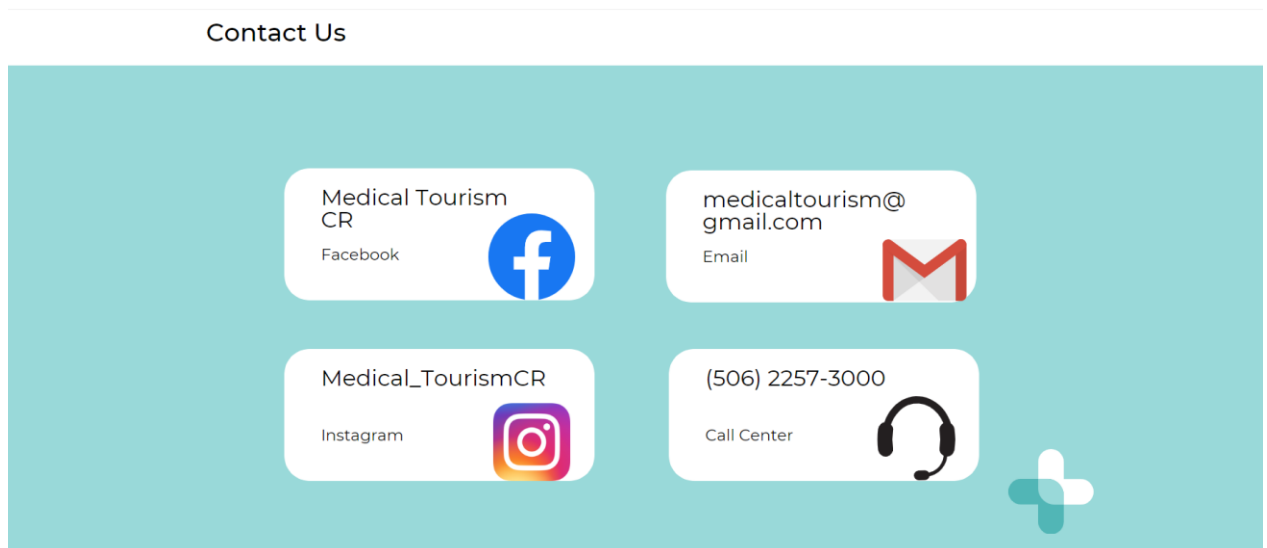 Contact Us
Medical Tourism
CR
Facebook
medicaltourism@
gmail.com
Email
Medical_TourismCR
Instagram
(506) 2257-3000
Call Center